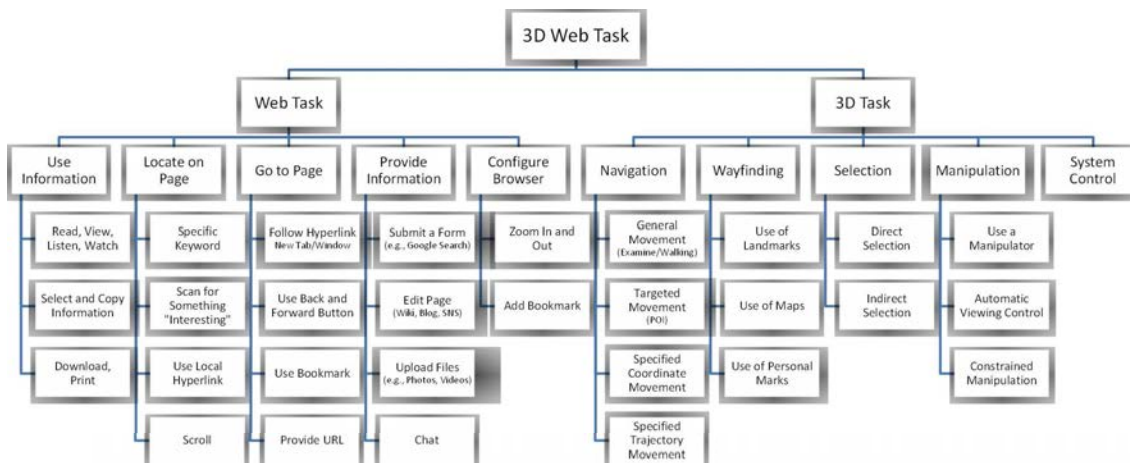 3D Web Task
Web Task
3D Task
Use
Information
Locate on
Page
Go to Page
Provide
Information
Configure
Browser
Navigation
Wayfinding
Selection
Manipulation
System
Control
Read, View,
Listen, Watch
Specific
Keyword
Follow Hyperlink
New Tab/Window
Submit a Form
(e.g., Google Search)
Zoom In and
Out
General
Movement
(Examine/Walking)
Use of
Landmarks
Direct
Selection
Use a
Manipulator
Select and Copy
Information
Scan for
Something
"Interesting"
Use Back and
Forward Button
Edit Page
(Wiki, Blog, SNS)
Add Bookmark
Targeted
Movement
(POI)
Use of Maps
Indirect
Selection
Automatic
Viewing Control
Download,
Print
Use Local
Hyperlink
Use Bookmark
Upload Files
(e.g., Photos, Videos)
Specified
Coordinate
Movement
Use of Personal
Marks
Constrained
Manipulation
Scroll
Provide URL
Chat
Specified
Trajectory
Movement